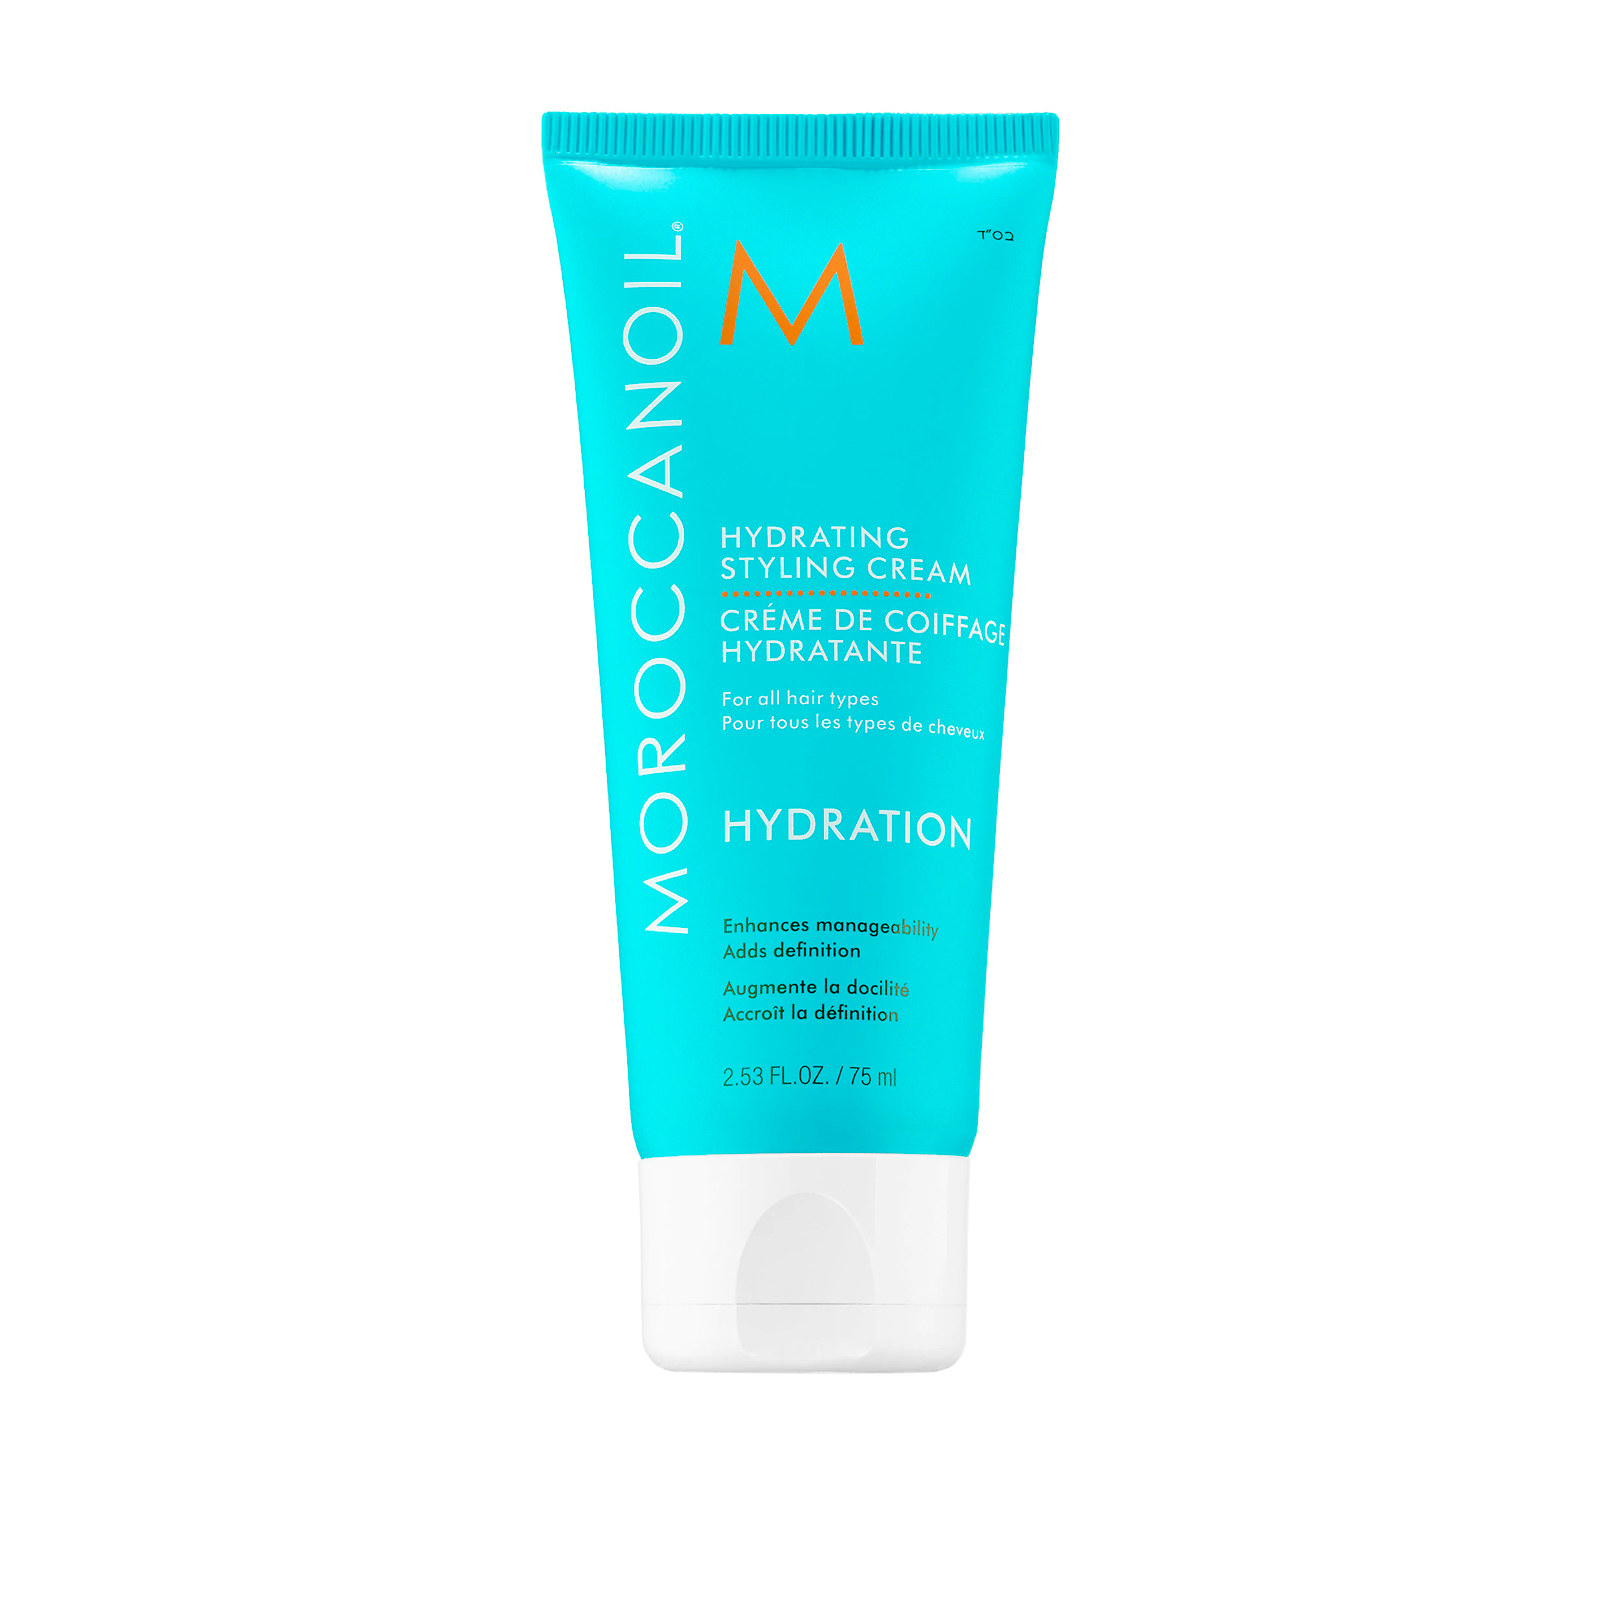 MOROCCANOIL®
M
בס"ד
HYDRATING
STYLING CREAM
CRÉME DE COIFFAGE
HYDRATANTE
For all hair types
Pour tous les types de cheveux
HYDRATION
Enhances manageability
Adds definition
Augmente la docilité
Accroît la définition
2.53 FL.OZ. / 75 ml